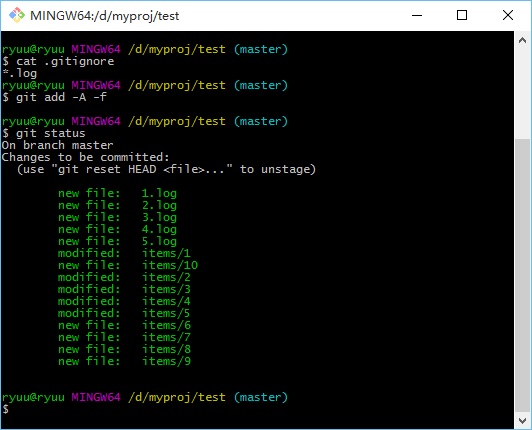 MINGW64:/d/myproj/test
ryuu@ryuu MINGW64 /d/myproj/test (master)
$ cat .gitignore
*.log
ryuu@ryuu MINGW64 /d/myproj/test (master)
$ git add -A -f
ryuu@ryuu MINGW64 /d/myproj/test (master)
$ git status
On branch master
Changes to be committed:
  (use "git reset HEAD <file>..." to unstage)
        new file:   1.log
        new file:   2.log
        new file:   3.log
        new file:   4.log
        new file:   5.log
        modified:   items/1
        new file:   items/10
        modified:   items/2
        modified:   items/3
        modified:   items/4
        modified:   items/5
        new file:   items/6
        new file:   items/7
        new file:   items/8
        new file:   items/9
ryuu@ryuu MINGW64 /d/myproj/test (master)
$